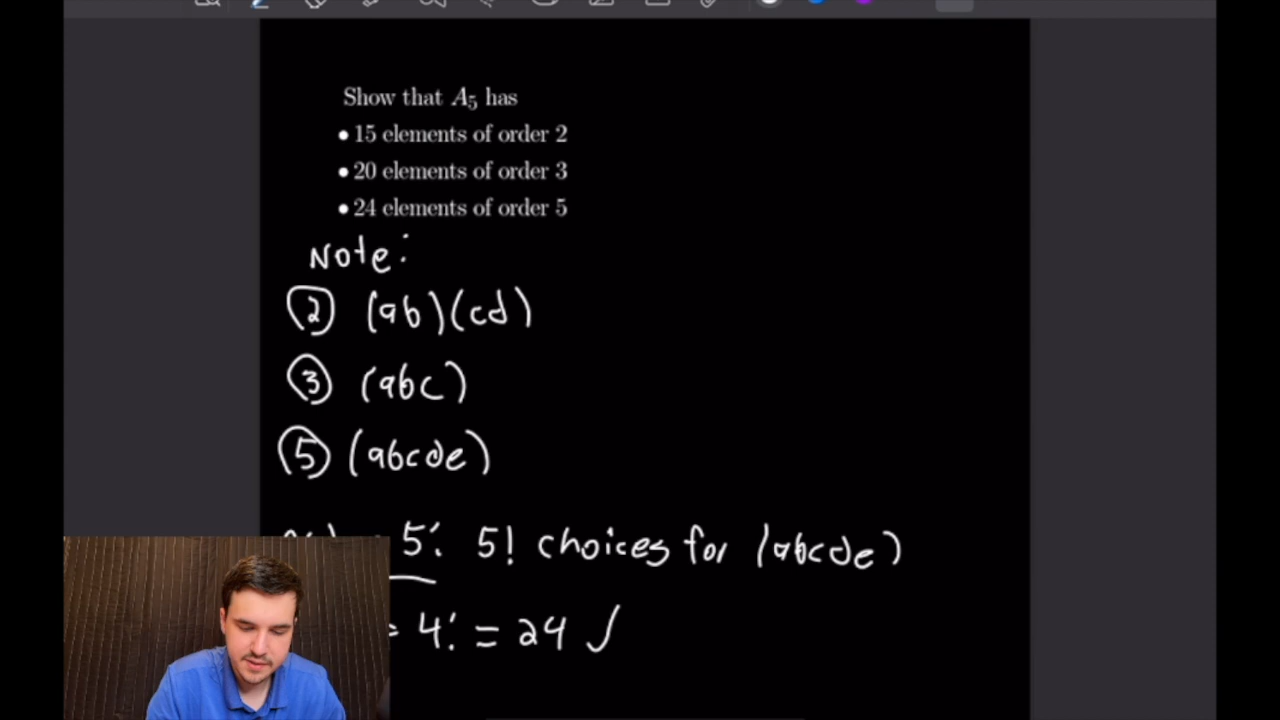 Show that A₅ has
• 15 elements of order 2
• 20 elements of order 3
• 24 elements of order 5
Note:
② (ab)(cd)
③ (abc)
⑤ (abcde)
5: 5! choices for (abcde)
= 4! = 24 ✓